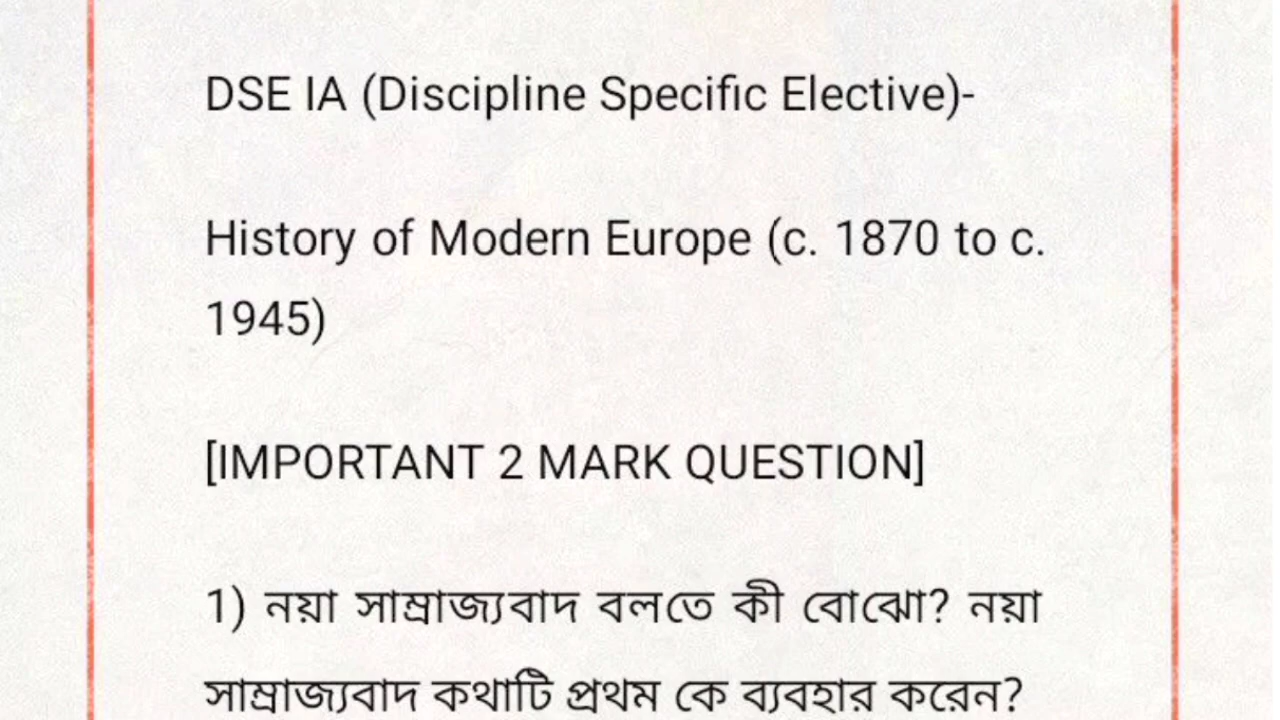 DSE IA (Discipline Specific Elective)-
History of Modern Europe (c. 1870 to c.
1945)
[IMPORTANT 2 MARK QUESTION]
1) নয়া সাম্রাজ্যবাদ বলতে কী বোঝো? নয়া
সাম্রাজ্যবাদ কথাটি প্রথম কে ব্যবহার করেন?